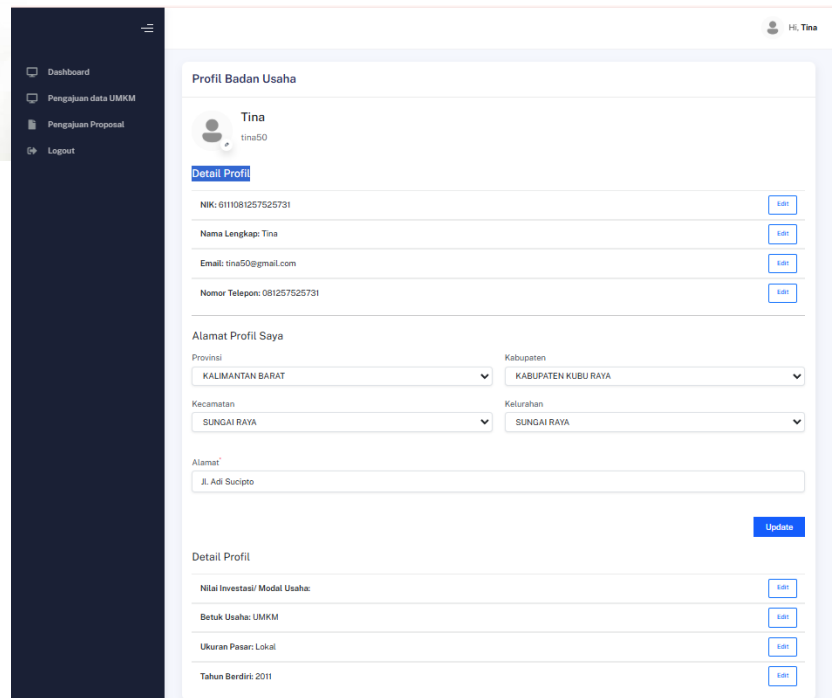 Hi, Tina
Dashboard
Pengajuan data UMKM
Pengajuan Proposal
Logout
Profil Badan Usaha
Tina
tina50
Detail Profil
NIK: 6111081257525731 Edit
Nama Lengkap: Tina Edit
Email: tina50@gmail.com Edit
Nomor Telepon: 081257525731 Edit
Alamat Profil Saya
Provinsi Kabupaten
KALIMANTAN BARAT KABUPATEN KUBU RAYA
Kecamatan Kelurahan
SUNGAI RAYA SUNGAI RAYA
Alamat*
Jl. Adi Sucipto
Update
Detail Profil
Nilai Investasi/ Modal Usaha: Edit
Betuk Usaha: UMKM Edit
Ukuran Pasar: Lokal Edit
Tahun Berdiri: 2011 Edit